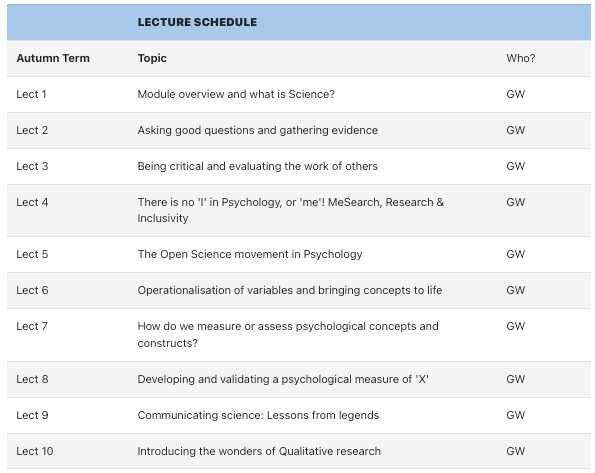 LECTURE SCHEDULE
Autumn Term Topic Who?
Lect 1 Module overview and what is Science? GW
Lect 2 Asking good questions and gathering evidence GW
Lect 3 Being critical and evaluating the work of others GW
Lect 4 There is no 'I' in Psychology, or 'me'! MeSearch, Research & GW
Inclusivity
Lect 5 The Open Science movement in Psychology GW
Lect 6 Operationalisation of variables and bringing concepts to life GW
Lect 7 How do we measure or assess psychological concepts and GW
constructs?
Lect 8 Developing and validating a psychological measure of 'X' GW
Lect 9 Communicating science: Lessons from legends GW
Lect 10 Introducing the wonders of Qualitative research GW